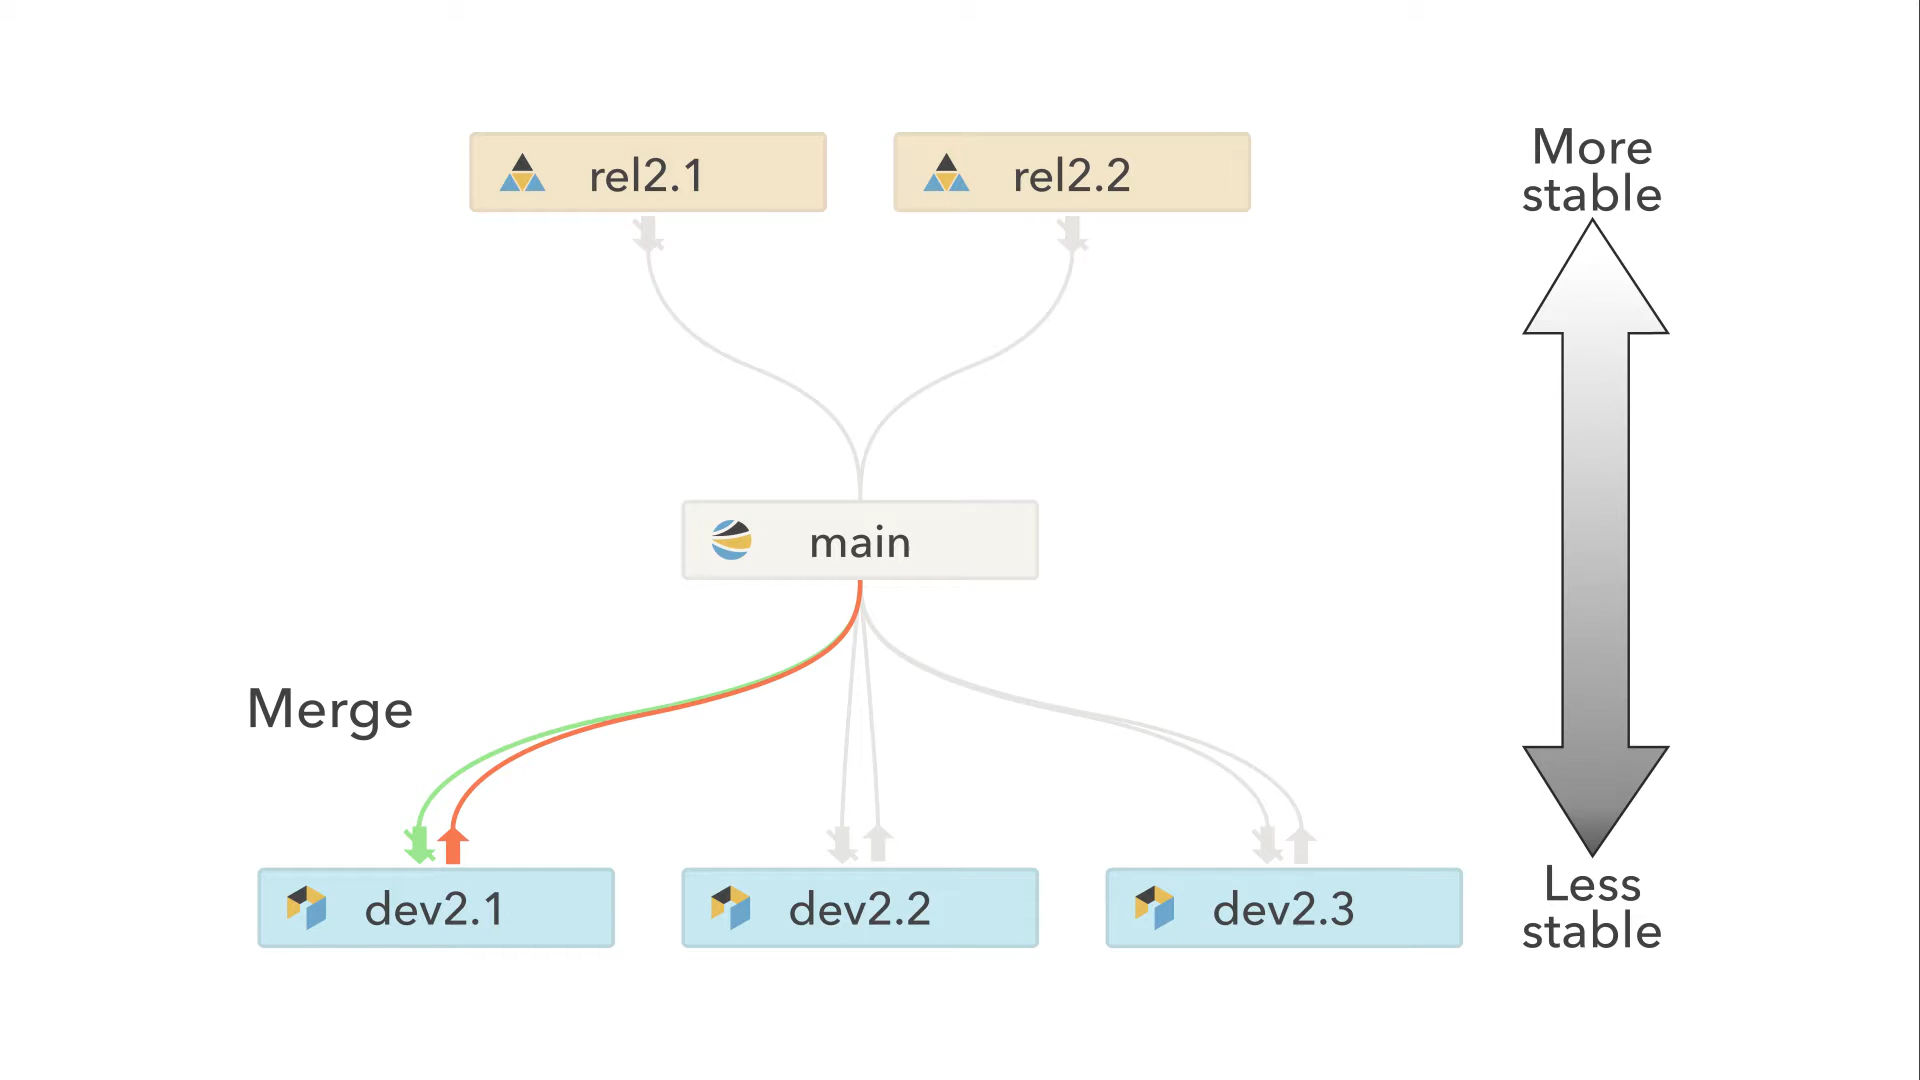 rel2.1
rel2.2
More
stable
main
Merge
dev2.1
dev2.2
dev2.3
Less
stable